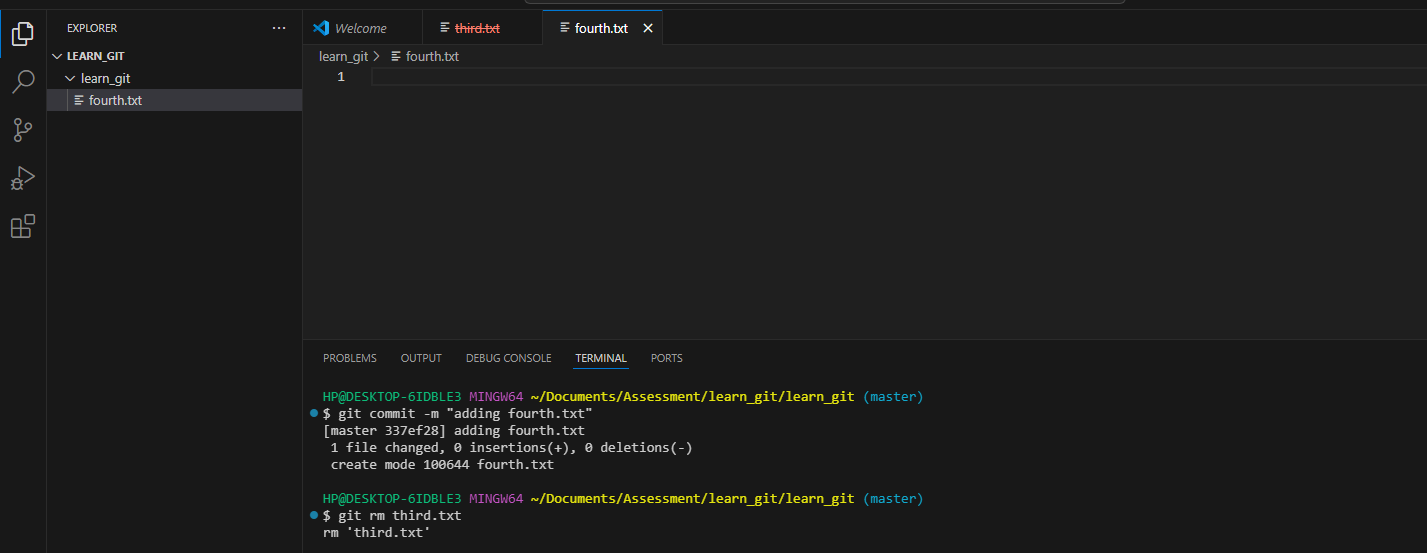 EXPLORER
LEARN_GIT
learn_git
fourth.txt
Welcome
third.txt
fourth.txt
learn_git > fourth.txt
1
PROBLEMS OUTPUT DEBUG CONSOLE TERMINAL PORTS
HP@DESKTOP-6IDBLE3 MINGW64 ~/Documents/Assessment/learn_git/learn_git (master)
$ git commit -m "adding fourth.txt"
[master 337ef28] adding fourth.txt
1 file changed, 0 insertions(+), 0 deletions(-)
create mode 100644 fourth.txt
HP@DESKTOP-6IDBLE3 MINGW64 ~/Documents/Assessment/learn_git/learn_git (master)
$ git rm third.txt
rm 'third.txt'